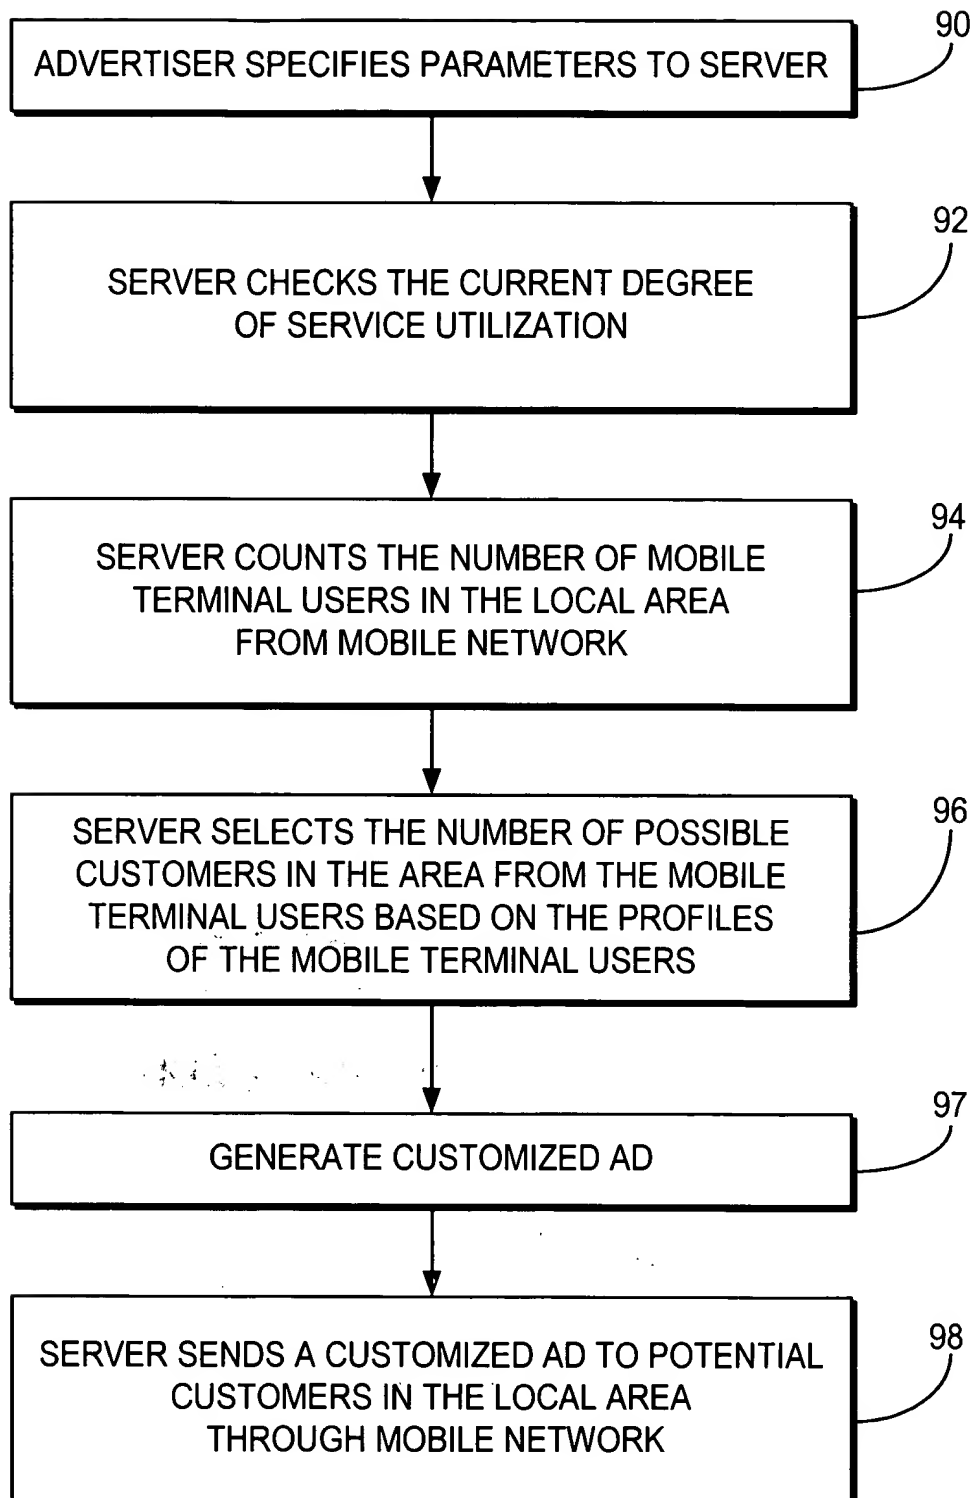 90
ADVERTISER SPECIFIES PARAMETERS TO SERVER
92
SERVER CHECKS THE CURRENT DEGREE
OF SERVICE UTILIZATION
94
SERVER COUNTS THE NUMBER OF MOBILE
TERMINAL USERS IN THE LOCAL AREA
FROM MOBILE NETWORK
96
SERVER SELECTS THE NUMBER OF POSSIBLE
CUSTOMERS IN THE AREA FROM THE MOBILE
TERMINAL USERS BASED ON THE PROFILES
OF THE MOBILE TERMINAL USERS
97
GENERATE CUSTOMIZED AD
98
SERVER SENDS A CUSTOMIZED AD TO POTENTIAL
CUSTOMERS IN THE LOCAL AREA
THROUGH MOBILE NETWORK